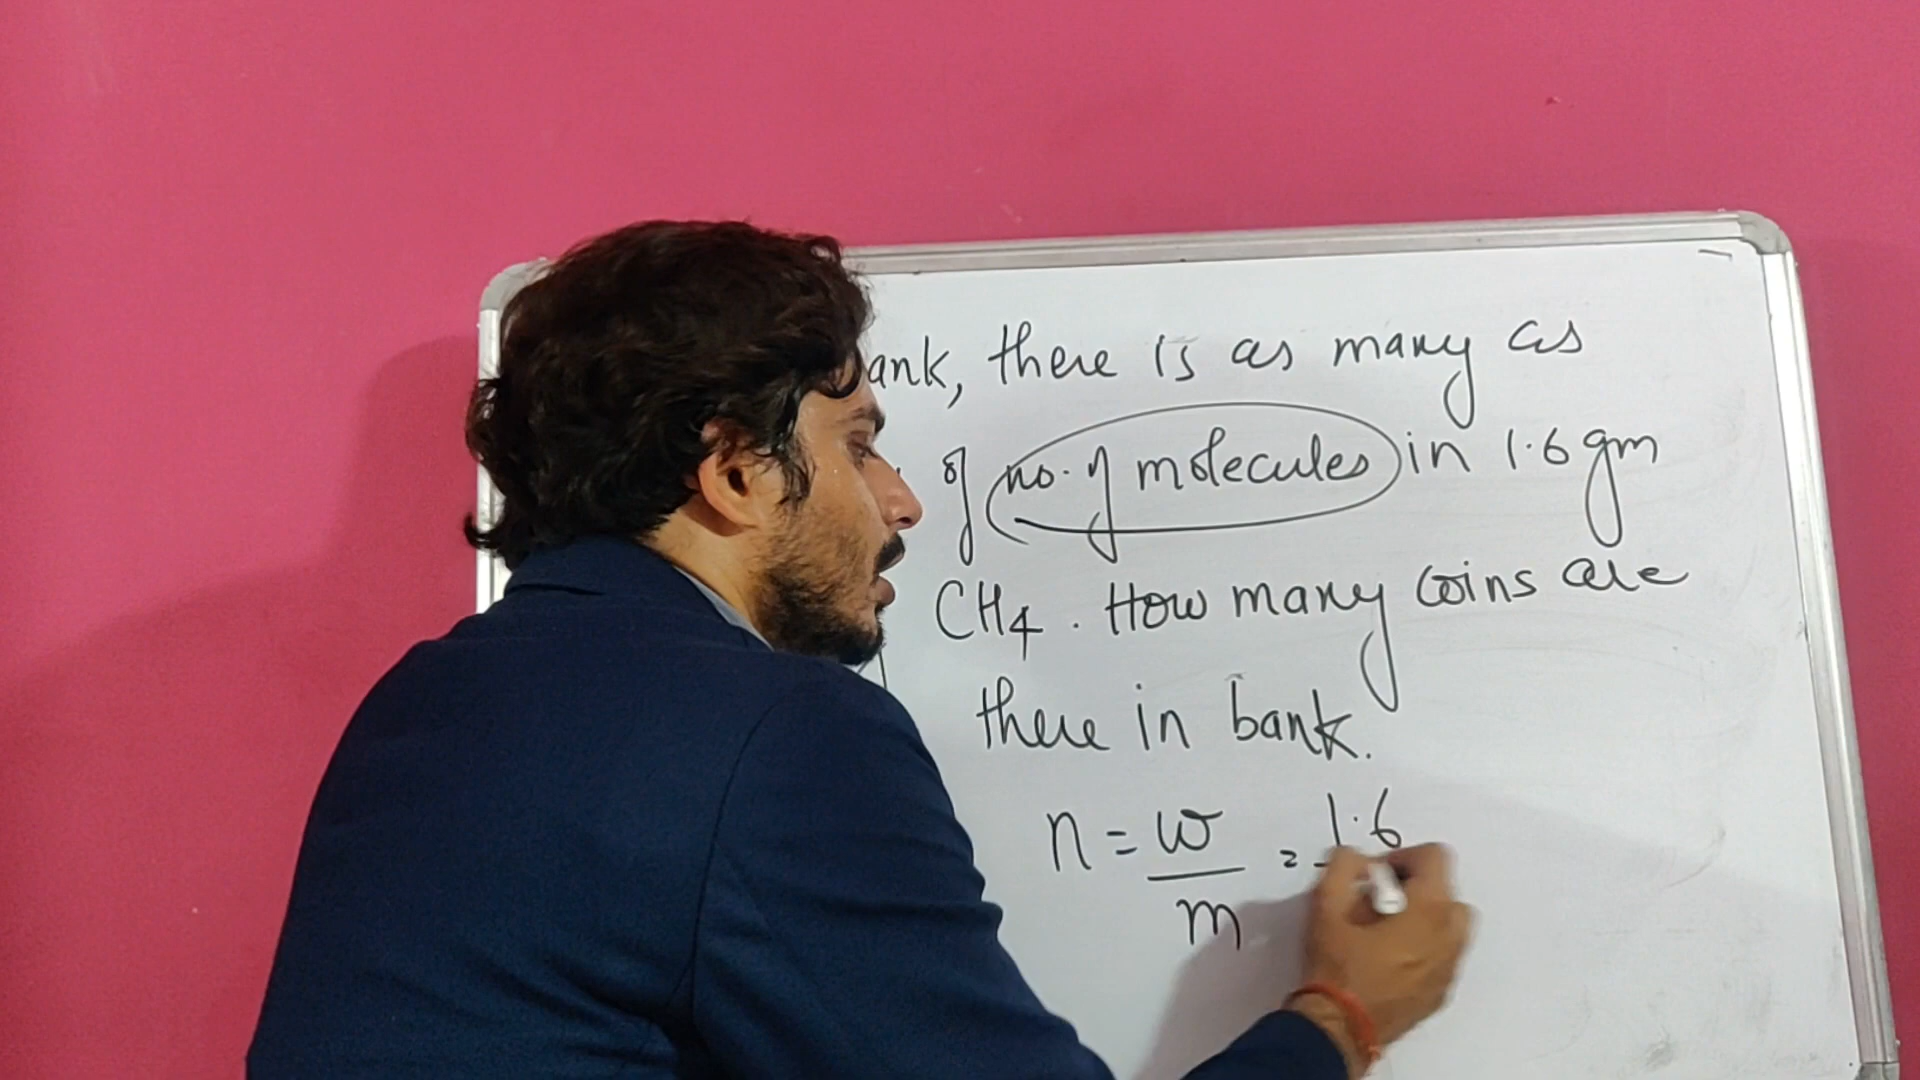 ank, there is as many as
of no. of molecules in 1.6 gm
CH4. How many coins are
there in bank.
n = w/m = 1.6